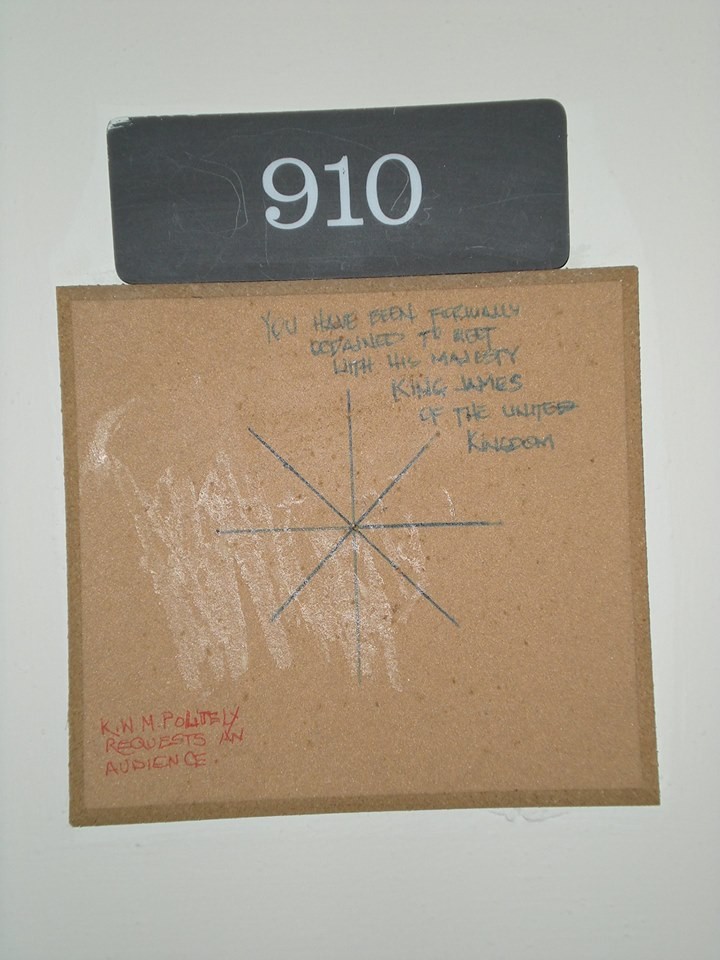 910
YOU HAVE BEEN FORMALLY
ORDAINED TO MEET
WITH HIS MAJESTY
KING JAMES
OF THE UNITED
KINGDOM
K.W.M. POLITELY
REQUESTS AN
AUDIENCE.